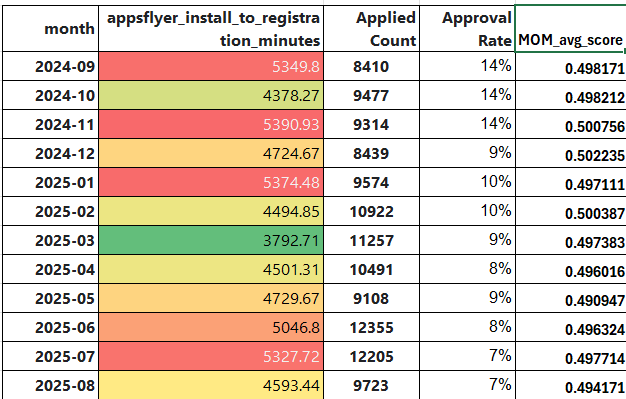 month appsflyer_install_to_registra
tion_minutes Applied
Count Approval
Rate MOM_avg_score
2024-09 5349.8 8410 14% 0.498171
2024-10 4378.27 9477 14% 0.498212
2024-11 5390.93 9314 14% 0.500756
2024-12 4724.67 8439 9% 0.502235
2025-01 5374.48 9574 10% 0.497111
2025-02 4494.85 10922 10% 0.500387
2025-03 3792.71 11257 9% 0.497383
2025-04 4501.31 10491 8% 0.496016
2025-05 4729.67 9108 9% 0.490947
2025-06 5046.8 12355 8% 0.496324
2025-07 5327.72 12205 7% 0.497714
2025-08 4593.44 9723 7% 0.494171